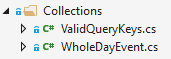 Collections
C# ValidQueryKeys.cs
C# WholeDayEvent.cs